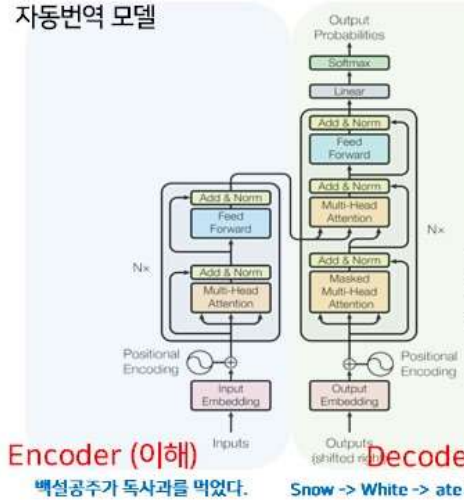 자동번역 모델
Output
Probabilities
Softmax
Linear
Add & Norm
Feed
Forward
Add & Norm
Multi-Head
Attention
Add & Norm
Masked
Multi-Head
Attention
Nx
Positional
Encoding
Output
Embedding
Outputs
(shifted right)
Add & Norm
Feed
Forward
Add & Norm
Multi-Head
Attention
Nx
Positional
Encoding
Input
Embedding
Inputs
Encoder (이해)
Decode
백설공주가 독사과를 먹었다.
Snow -> White -> ate